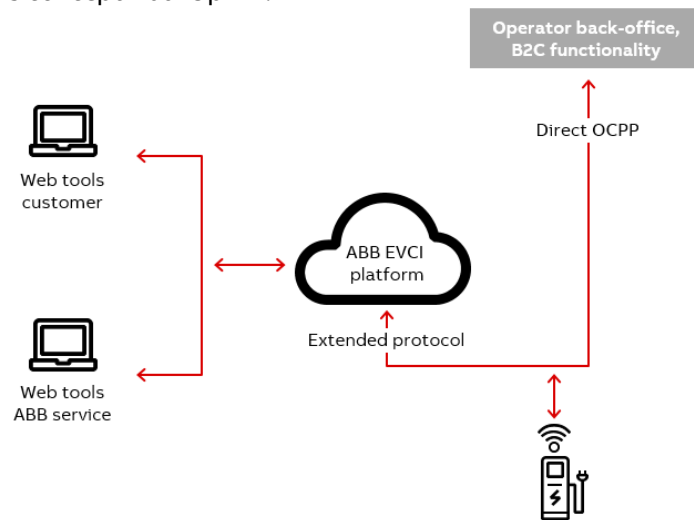 Operator back-office,
B2C functionality
Direct OCPP
Web tools
customer
ABB EVCI
platform
Extended protocol
Web tools
ABB service